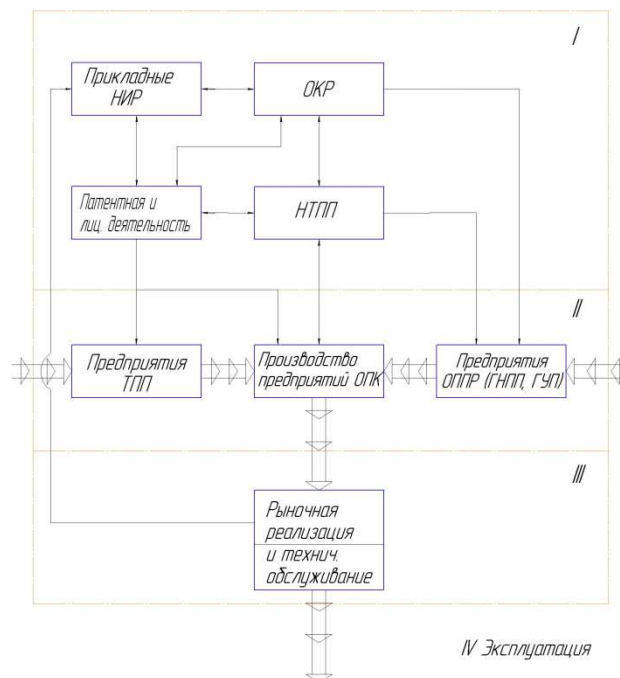 I
Прикладные
НИР
ОКР
Патентная и
лиц. деятельность
НТПП
II
Предприятия
ТПП
Производство
предприятий ОПК
Предприятия
ОППР (ГНПП, ГУП)
III
Рыночная
реализация
и технич.
обслуживание
IV Эксплуатация